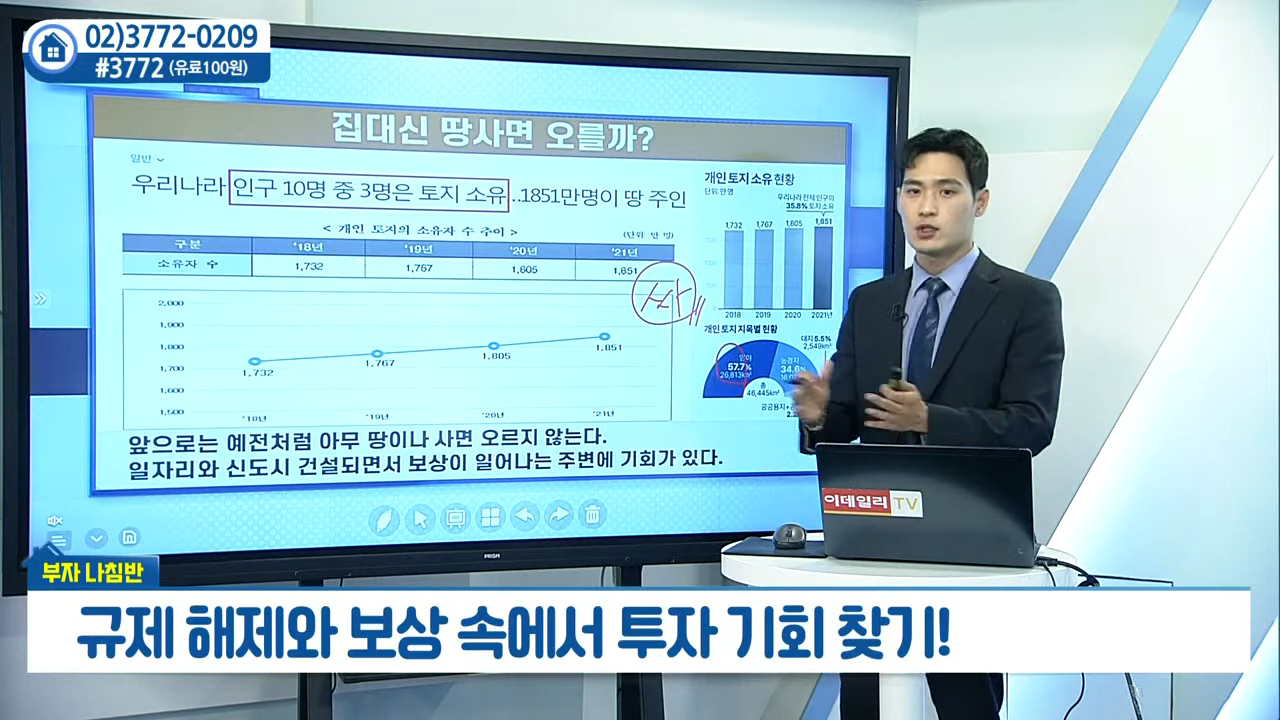 02)3772-0209
#3772 (유료100원)
집대신 땅사면 오를까?
일반
우리나라 인구 10명 중 3명은 토지 소유..1851만명이 땅 주인
< 개인 토지의 소유자 수 추이 >
(단위: 만 명)
구분 '18년 '19년 '20년 '21년
소유자 수 1,732 1,767 1,805 1,851
2,000
1,900
1,800
1,700
1,600
1,500
1,732
1,767
1,805
1,851
'18년 '19년 '20년 '21년
개인 토지 소유 현황
단위:만 명
우리나라 전체 인구의
35.8% 토지 소유
1,732 1,767 1,805 1,851
1500
1000
500
0
2018 2019 2020 2021년
개인 토지 지목별 현황
대지 5.5%
2,549km²
임야
57.7%
26,813km²
농경지
34.6%
총
46,445km²
공공용지+
앞으로는 예전처럼 아무 땅이나 사면 오르지 않는다.
일자리와 신도시 건설되면서 보상이 일어나는 주변에 기회가 있다.
PRISM
이데일리 TV
부자 나침반
규제 해제와 보상 속에서 투자 기회 찾기!